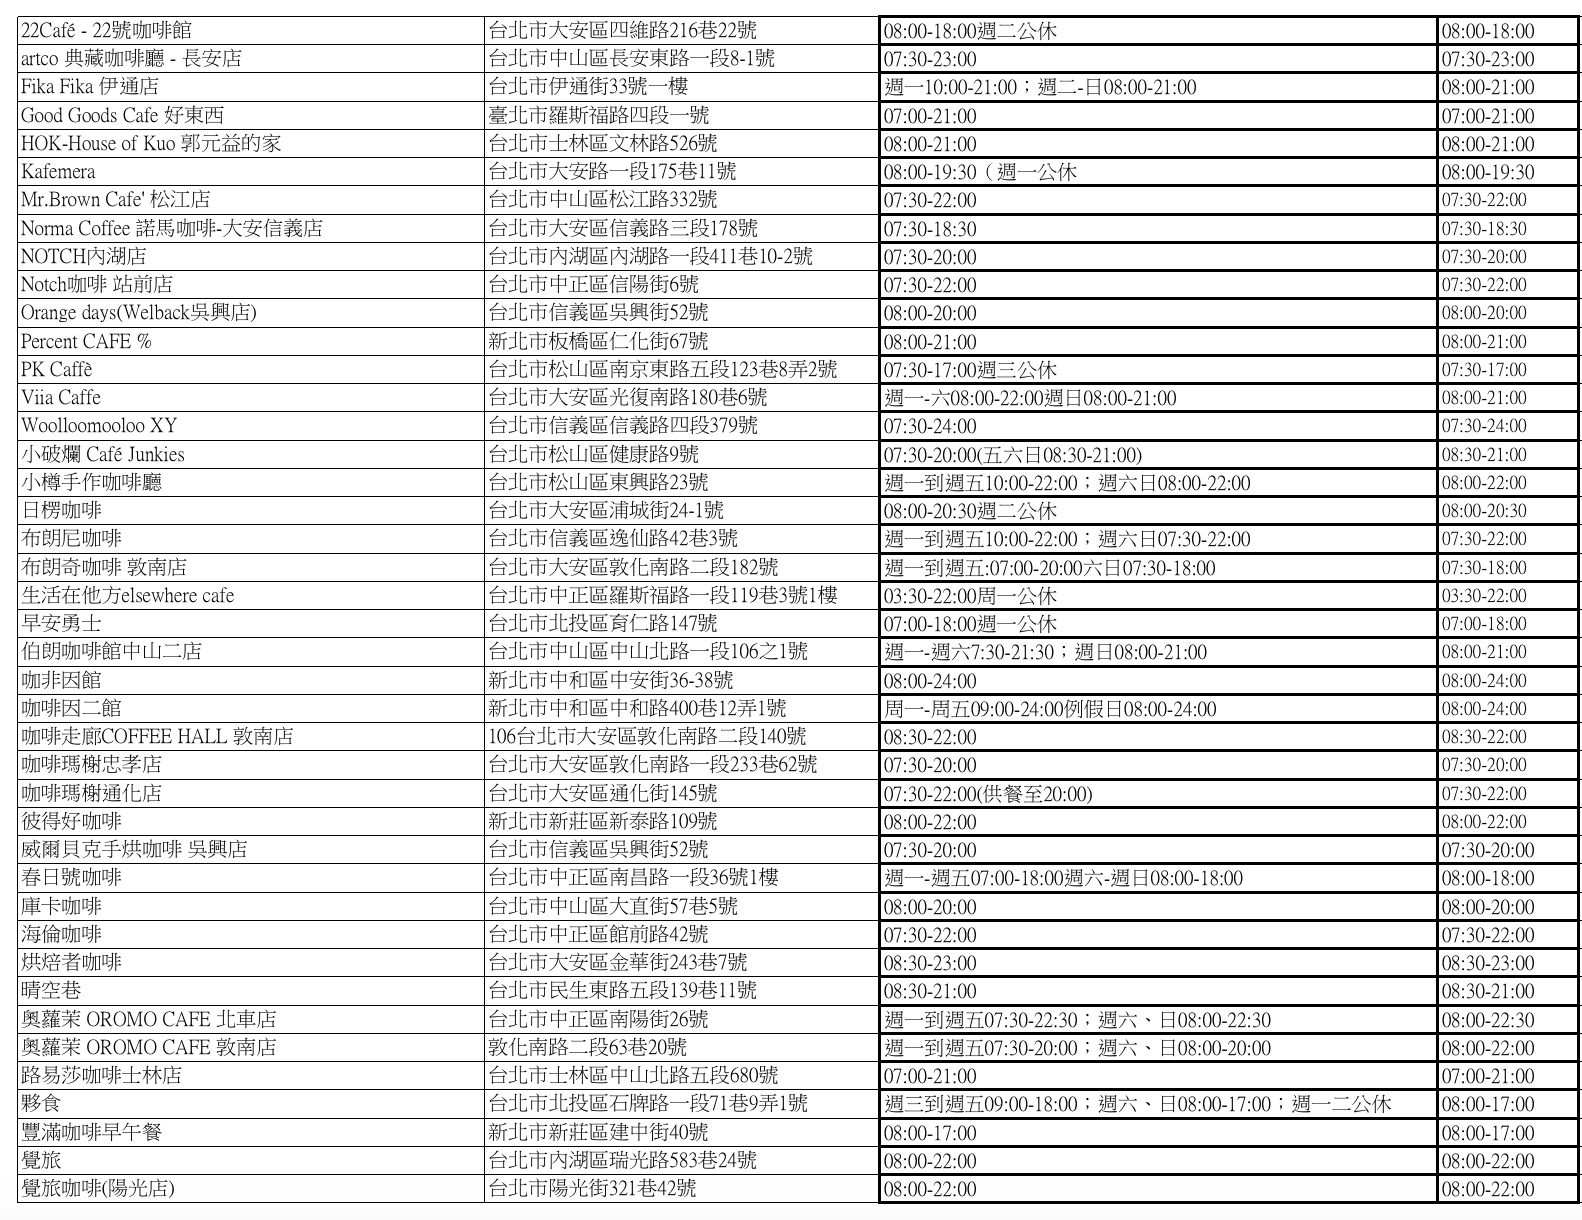 22Café - 22號咖啡館 台北市大安區四維路216巷22號 08:00-18:00週二公休 08:00-18:00
artco 典藏咖啡廳 - 長安店 台北市中山區長安東路一段8-1號 07:30-23:00 07:30-23:00
Fika Fika 伊通店 台北市伊通街33號一樓 週一10:00-21:00；週二-日08:00-21:00 08:00-21:00
Good Goods Cafe 好東西 臺北市羅斯福路四段一號 07:00-21:00 07:00-21:00
HOK-House of Kuo 郭元益的家 台北市士林區文林路526號 08:00-21:00 08:00-21:00
Kafemera 台北市大安路一段175巷11號 08:00-19:30（週一公休 08:00-19:30
Mr.Brown Cafe' 松江店 台北市中山區松江路332號 07:30-22:00 07:30-22:00
Norma Coffee 諾馬咖啡-大安信義店 台北市大安區信義路三段178號 07:30-18:30 07:30-18:30
NOTCH內湖店 台北市內湖區內湖路一段411巷10-2號 07:30-20:00 07:30-20:00
Notch咖啡 站前店 台北市中正區信陽街6號 07:30-22:00 07:30-22:00
Orange days(Welback吳興店) 台北市信義區吳興街52號 08:00-20:00 08:00-20:00
Percent CAFE % 新北市板橋區仁化街67號 08:00-21:00 08:00-21:00
PK Caffè 台北市松山區南京東路五段123巷8弄2號 07:30-17:00週三公休 07:30-17:00
Viia Caffe 台北市大安區光復南路180巷6號 週一-六08:00-22:00週日08:00-21:00 08:00-21:00
Woolloomooloo XY 台北市信義區信義路四段379號 07:30-24:00 07:30-24:00
小破爛 Café Junkies 台北市松山區健康路9號 07:30-20:00(五六日08:30-21:00) 08:30-21:00
小樽手作咖啡廳 台北市松山區東興路23號 週一到週五10:00-22:00；週六日08:00-22:00 08:00-22:00
日楞咖啡 台北市大安區浦城街24-1號 08:00-20:30週二公休 08:00-20:30
布朗尼咖啡 台北市信義區逸仙路42巷3號 週一到週五10:00-22:00；週六日07:30-22:00 07:30-22:00
布朗奇咖啡 敦南店 台北市大安區敦化南路二段182號 週一到週五:07:00-20:00六日07:30-18:00 07:30-18:00
生活在他方elsewhere cafe 台北市中正區羅斯福路一段119巷3號1樓 03:30-22:00周一公休 03:30-22:00
早安勇士 台北市北投區育仁路147號 07:00-18:00週一公休 07:00-18:00
伯朗咖啡館中山二店 台北市中山區中山北路一段106之1號 週一-週六7:30-21:30；週日08:00-21:00 08:00-21:00
咖非因館 新北市中和區中安街36-38號 08:00-24:00 08:00-24:00
咖啡因二館 新北市中和區中和路400巷12弄1號 周一-周五09:00-24:00例假日08:00-24:00 08:00-24:00
咖啡走廊COFFEE HALL 敦南店 106台北市大安區敦化南路二段140號 08:30-22:00 08:30-22:00
咖啡瑪榭忠孝店 台北市大安區敦化南路一段233巷62號 07:30-20:00 07:30-20:00
咖啡瑪榭通化店 台北市大安區通化街145號 07:30-22:00(供餐至20:00) 07:30-22:00
彼得好咖啡 新北市新莊區新泰路109號 08:00-22:00 08:00-22:00
威爾貝克手烘咖啡 吳興店 台北市信義區吳興街52號 07:30-20:00 07:30-20:00
春日號咖啡 台北市中正區南昌路一段36號1樓 週一-週五07:00-18:00週六-週日08:00-18:00 08:00-18:00
庫卡咖啡 台北市中山區大直街57巷5號 08:00-20:00 08:00-20:00
海倫咖啡 台北市中正區館前路42號 07:30-22:00 07:30-22:00
烘焙者咖啡 台北市大安區金華街243巷7號 08:30-23:00 08:30-23:00
晴空巷 台北市民生東路五段139巷11號 08:30-21:00 08:30-21:00
奧蘿茉 OROMO CAFE 北車店 台北市中正區南陽街26號 週一到週五07:30-22:30；週六、日08:00-22:30 08:00-22:30
奧蘿茉 OROMO CAFE 敦南店 敦化南路二段63巷20號 週一到週五07:30-20:00；週六、日08:00-20:00 08:00-22:00
路易莎咖啡士林店 台北市士林區中山北路五段680號 07:00-21:00 07:00-21:00
夥食 台北市北投區石牌路一段71巷9弄1號 週三到週五09:00-18:00；週六、日08:00-17:00；週一二公休 08:00-17:00
豐滿咖啡早午餐 新北市新莊區建中街40號 08:00-17:00 08:00-17:00
覺旅 台北市內湖區瑞光路583巷24號 08:00-22:00 08:00-22:00
覺旅咖啡(陽光店) 台北市陽光街321巷42號 08:00-22:00 08:00-22:00